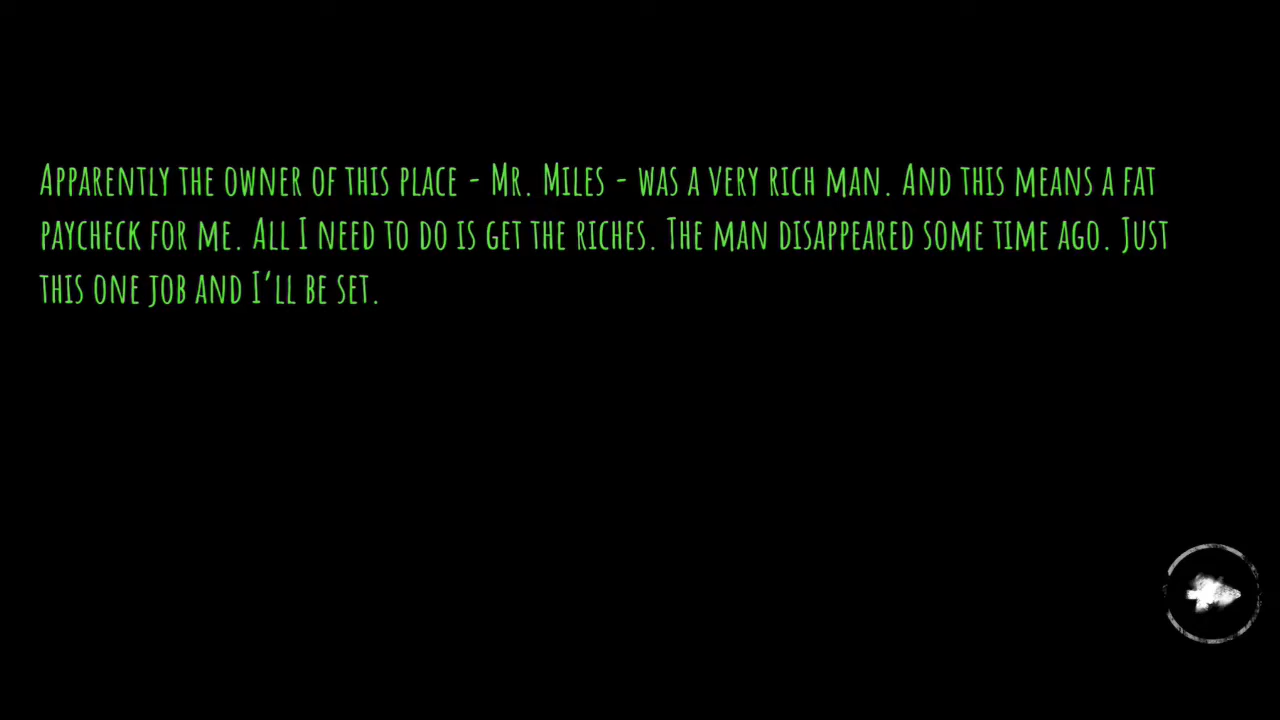 Apparently the owner of this place - Mr. Miles - was a very rich man. And this means a fat
paycheck for me. All I need to do is get the riches. The man disappeared some time ago. Just
this one job and I’ll be set.